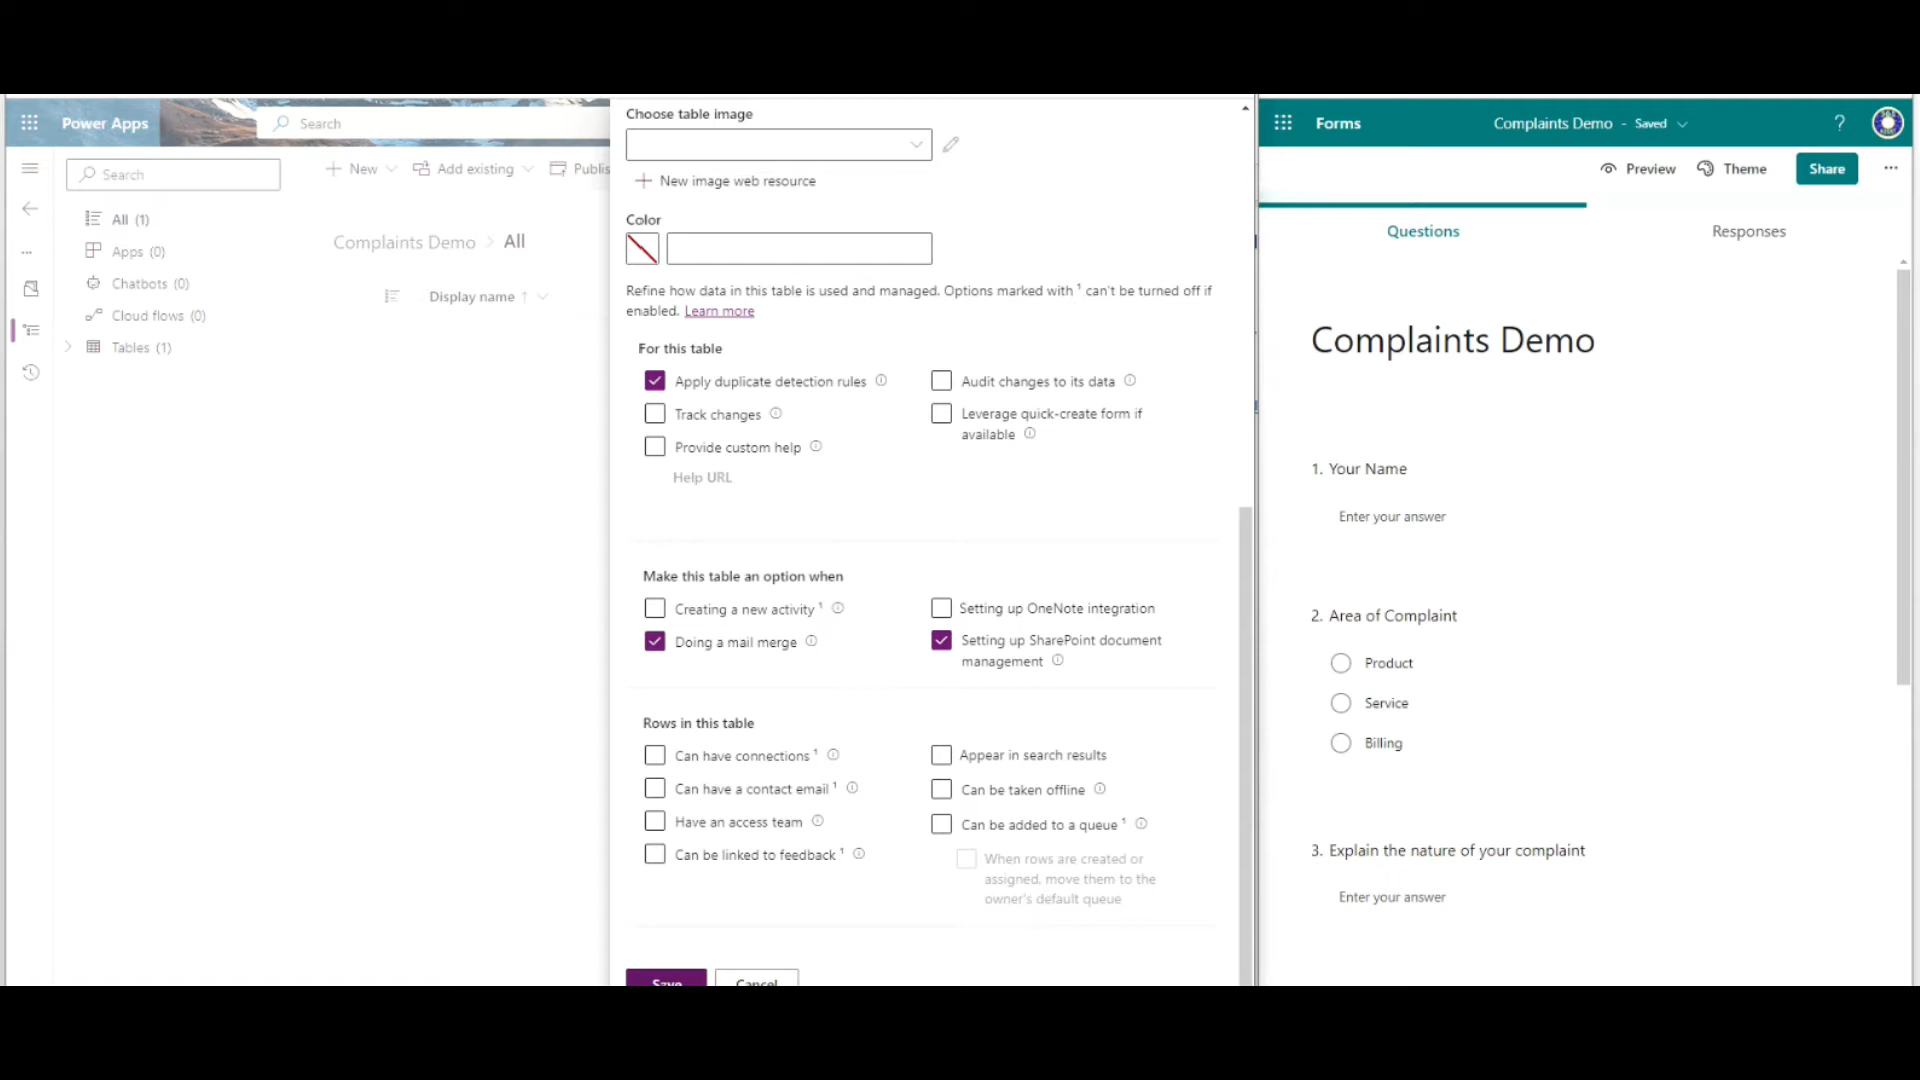 Power Apps
Search
Search
New
Add existing
Publis
All (1)
Apps (0)
Chatbots (0)
Cloud flows (0)
Tables (1)
Complaints Demo > All
Display name ↑
Choose table image
New image web resource
Color
Refine how data in this table is used and managed. Options marked with ¹ can't be turned off if
enabled. Learn more
For this table
Apply duplicate detection rules
Audit changes to its data
Track changes
Leverage quick-create form if
available
Provide custom help
Help URL
Make this table an option when
Creating a new activity ¹
Setting up OneNote integration
Doing a mail merge
Setting up SharePoint document
management
Rows in this table
Can have connections ¹
Appear in search results
Can have a contact email ¹
Can be taken offline
Have an access team
Can be added to a queue ¹
Can be linked to feedback ¹
When rows are created or
assigned, move them to the
owner's default queue
Save
Cancel
Forms
Complaints Demo - Saved
?
Preview
Theme
Share
Questions
Responses
Complaints Demo
1. Your Name
Enter your answer
2. Area of Complaint
Product
Service
Billing
3. Explain the nature of your complaint
Enter your answer